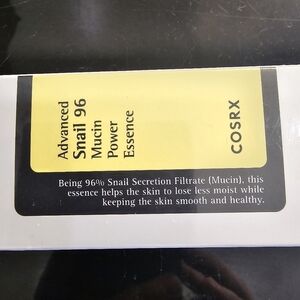 Advanced
Snail 96
Mucin
Power
Essence
COSRX
Being 96% Snail Secretion Filtrate (Mucin), this
essence helps the skin to lose less moist while
keeping the skin smooth and healthy.